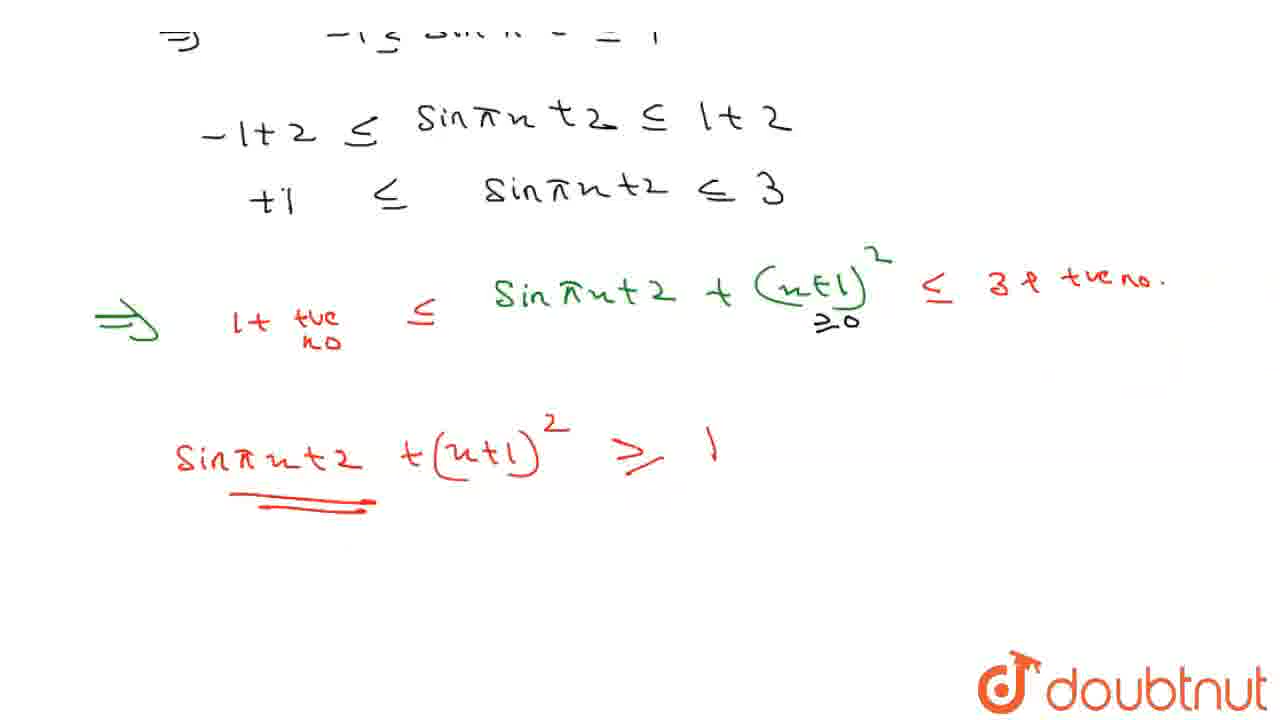 -1+2 ≤ sinπx+2 ≤ 1+2
+1 ≤ sinπx+2 ≤ 3
⇒ 1+ +ve no ≤ sinπx+2 + (x+1)² ≤ 3+ +ve no.
≥0
sinπx+2 +(x+1)² ≥ 1
doubtnut